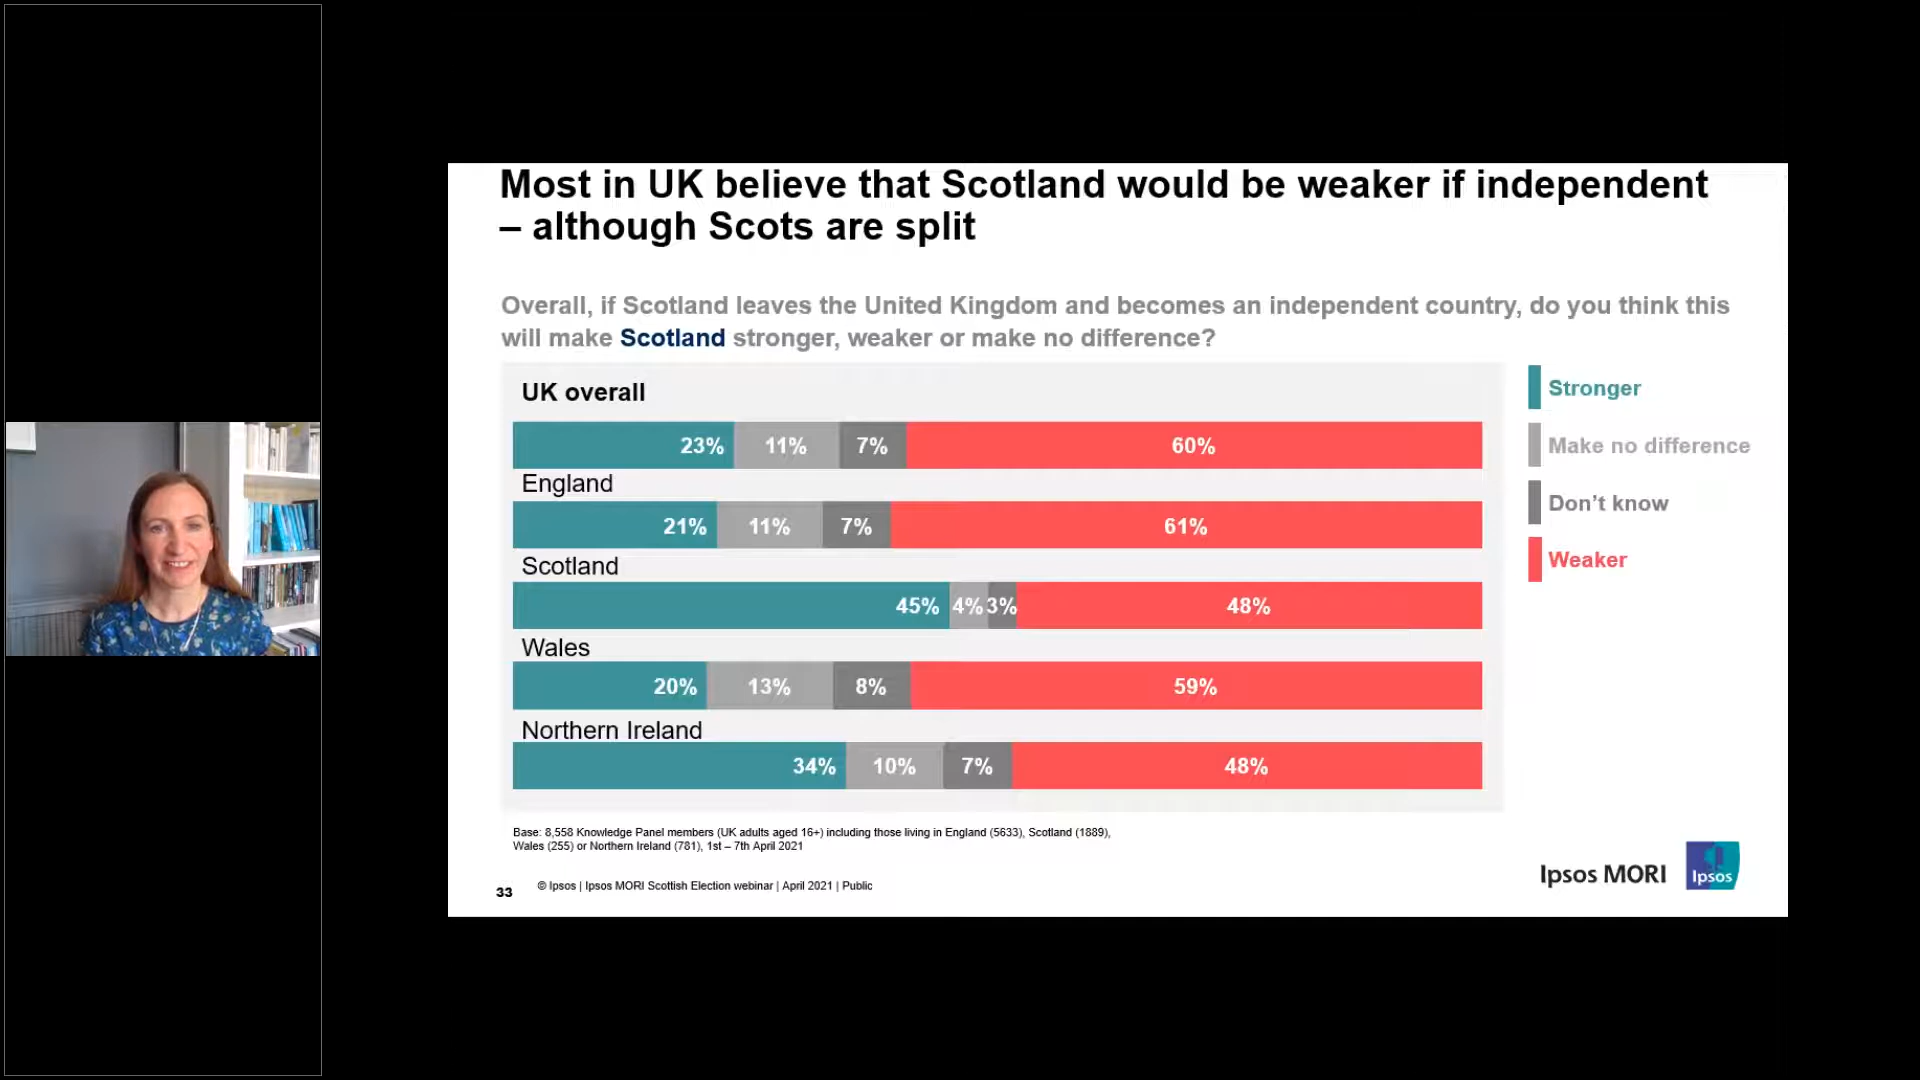 Most in UK believe that Scotland would be weaker if independent
– although Scots are split
Overall, if Scotland leaves the United Kingdom and becomes an independent country, do you think this
will make Scotland stronger, weaker or make no difference?
UK overall
23% 11% 7% 60%
England
21% 11% 7% 61%
Scotland
45% 4% 3% 48%
Wales
20% 13% 8% 59%
Northern Ireland
34% 10% 7% 48%
Stronger
Make no difference
Don’t know
Weaker
Base: 8,558 Knowledge Panel members (UK adults aged 16+) including those living in England (5633), Scotland (1889),
Wales (255) or Northern Ireland (781), 1st – 7th April 2021
33 © Ipsos | Ipsos MORI Scottish Election webinar | April 2021 | Public
Ipsos MORI
Ipsos